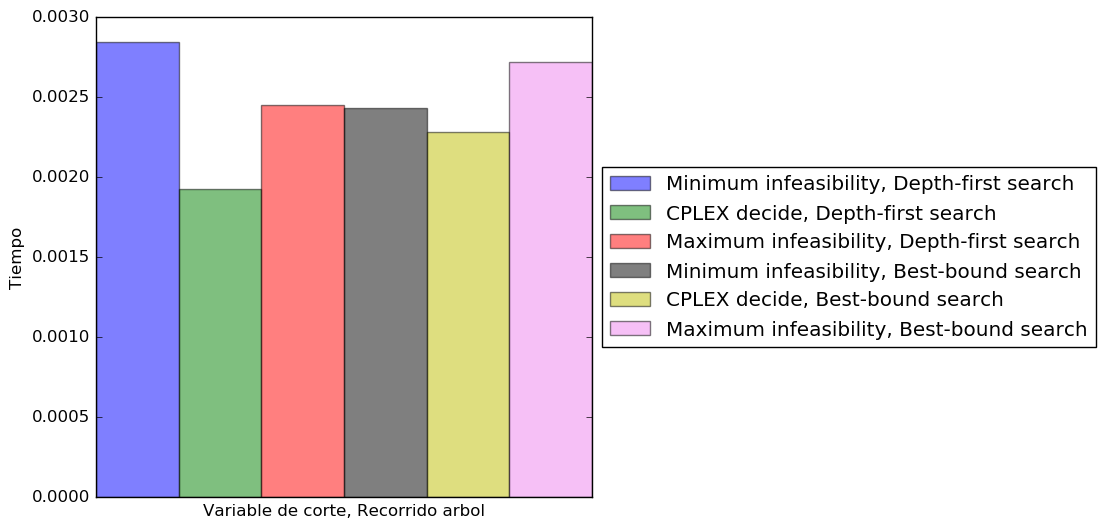 0.0030
0.0025
0.0020
0.0015
0.0010
0.0005
0.0000
Tiempo
Variable de corte, Recorrido arbol
Minimum infeasibility, Depth-first search
CPLEX decide, Depth-first search
Maximum infeasibility, Depth-first search
Minimum infeasibility, Best-bound search
CPLEX decide, Best-bound search
Maximum infeasibility, Best-bound search